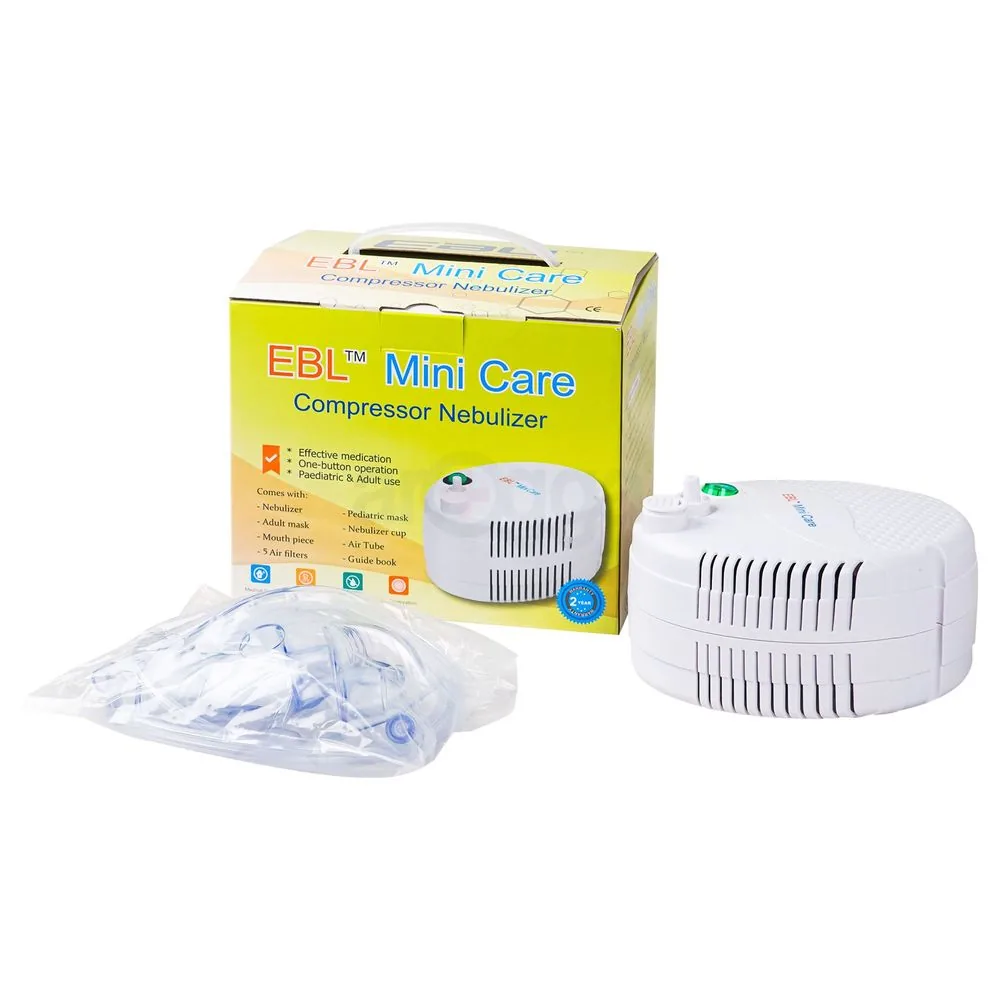 EBL
EBL™ Mini Care
Compressor Nebulizer
CE
EBL™ Mini Care
Compressor Nebulizer
* Effective medication
* One-button operation
* Paediatric & Adult use
Comes with:
- Nebulizer
- Adult mask
- Mouth piece
- 5 Air filters
- Pediatric mask
- Nebulizer cup
- Air Tube
- Guide book
WARRANTY
2 YEAR
EBL™ Mini Care